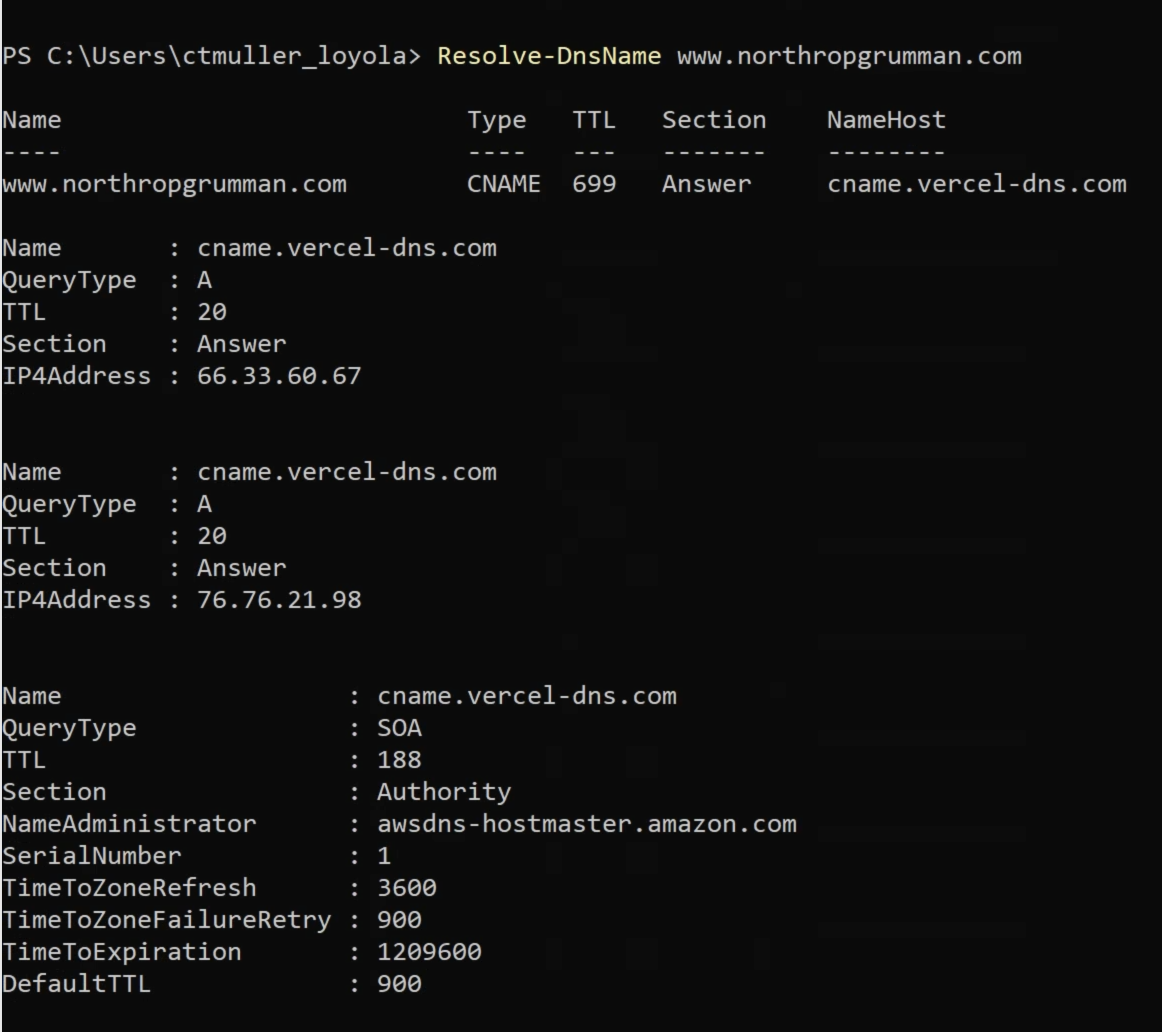 PS C:\Users\ctmuller_loyola> Resolve-DnsName www.northropgrumman.com
Name Type TTL Section NameHost
---- ---- --- ------- --------
www.northropgrumman.com CNAME 699 Answer cname.vercel-dns.com
Name : cname.vercel-dns.com
QueryType : A
TTL : 20
Section : Answer
IP4Address : 66.33.60.67
Name : cname.vercel-dns.com
QueryType : A
TTL : 20
Section : Answer
IP4Address : 76.76.21.98
Name : cname.vercel-dns.com
QueryType : SOA
TTL : 188
Section : Authority
NameAdministrator : awsdns-hostmaster.amazon.com
SerialNumber : 1
TimeToZoneRefresh : 3600
TimeToZoneFailureRetry : 900
TimeToExpiration : 1209600
DefaultTTL : 900